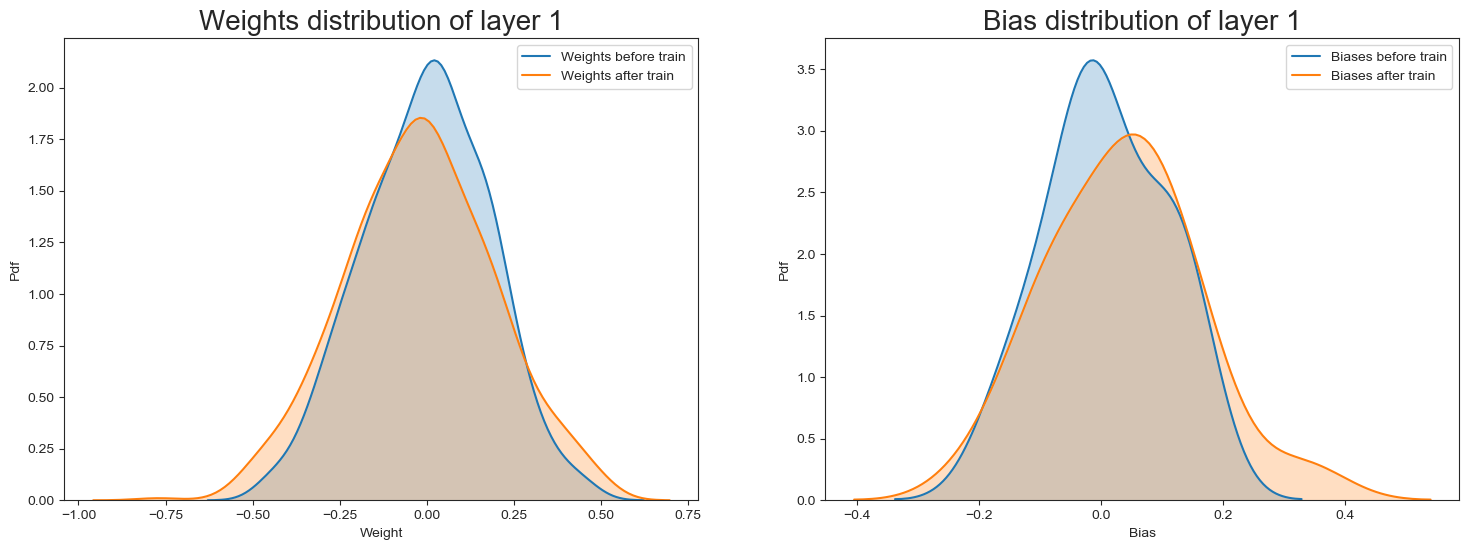 Weights distribution of layer 1
Weights before train
Weights after train
2.00
1.75
1.50
1.25
1.00
0.75
0.50
0.25
0.00
Pdf
−1.00 −0.75 −0.50 −0.25 0.00 0.25 0.50 0.75
Weight
Bias distribution of layer 1
Biases before train
Biases after train
3.5
3.0
2.5
2.0
1.5
1.0
0.5
0.0
Pdf
−0.4 −0.2 0.0 0.2 0.4
Bias